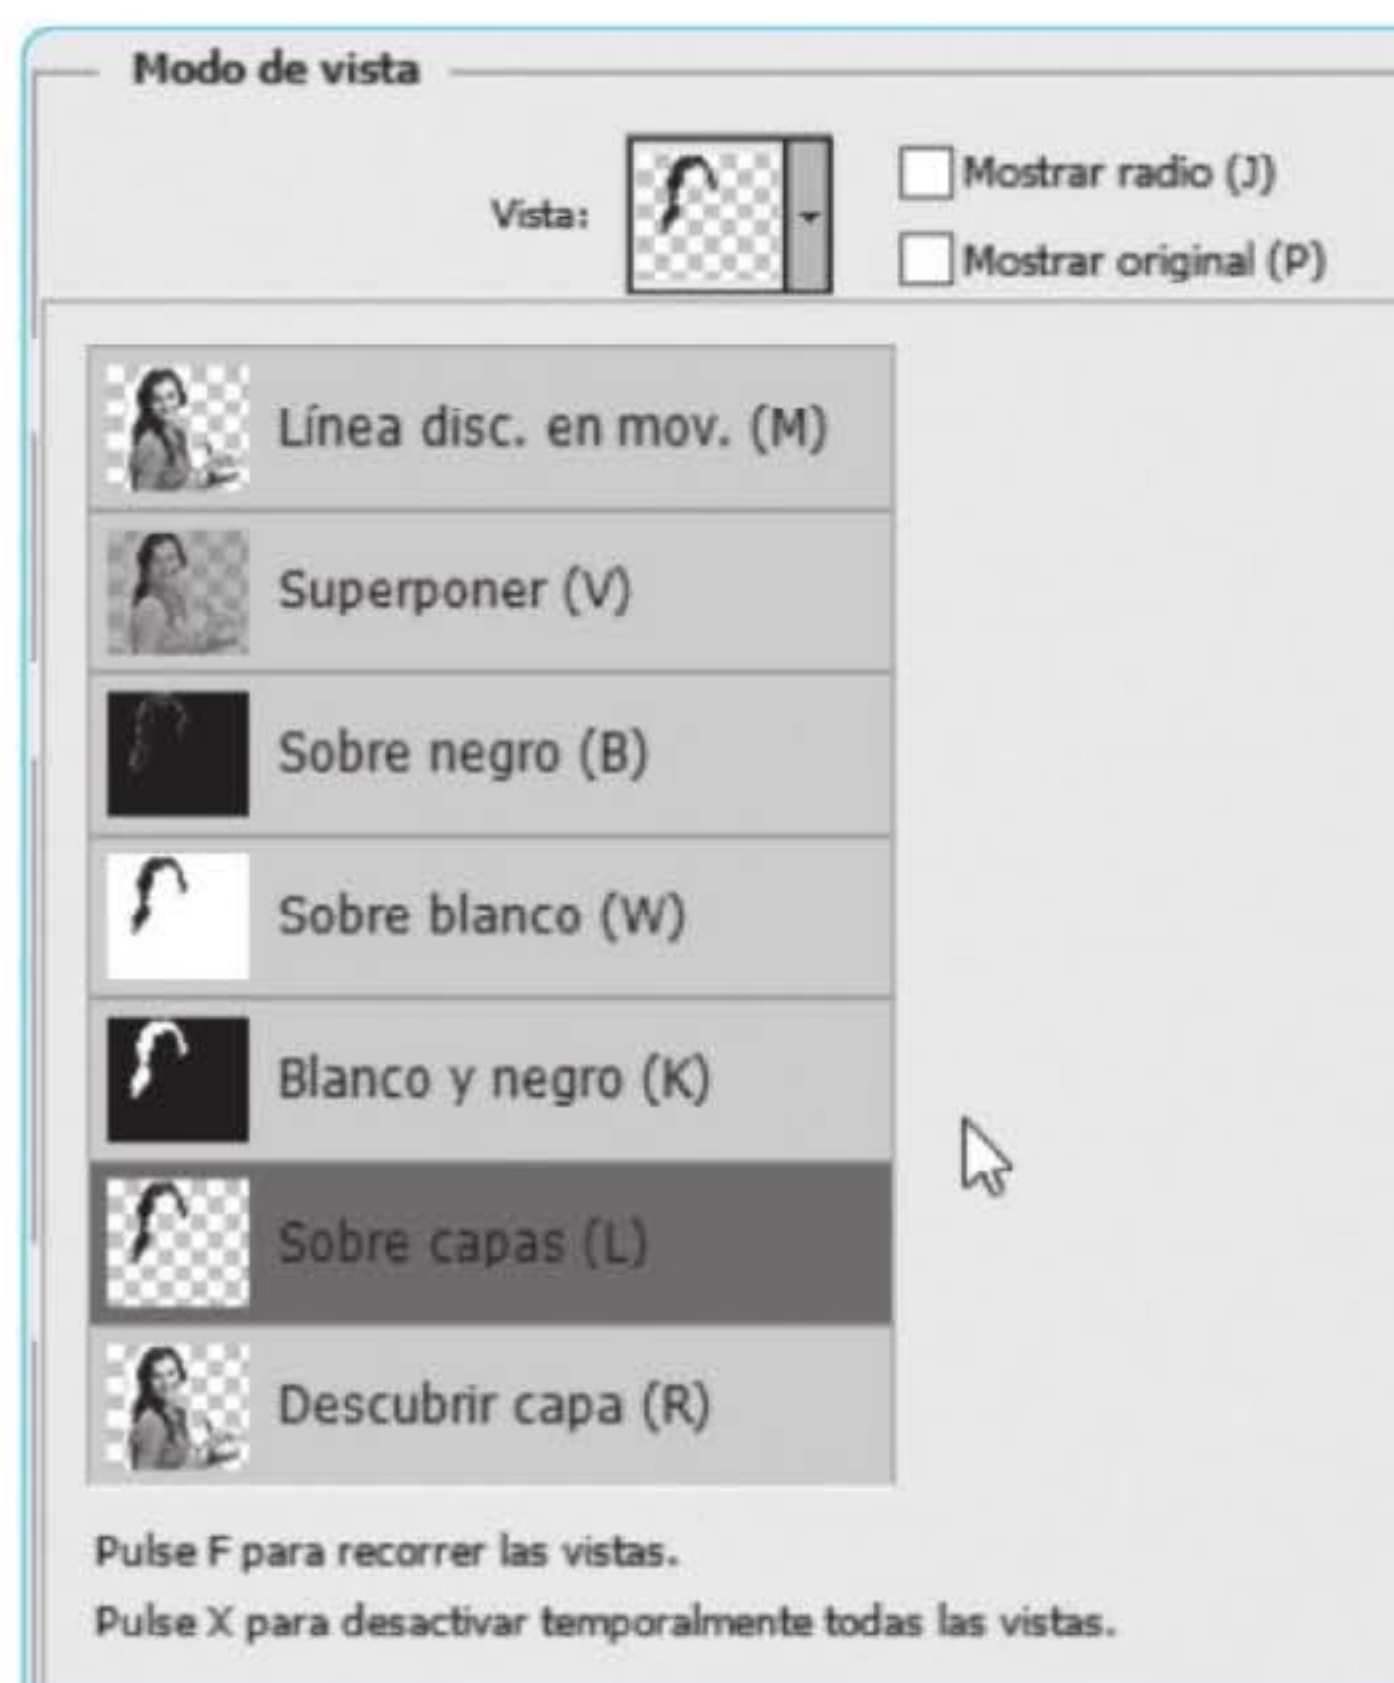 Modo de vista
Vista:
Mostrar radio (J)
Mostrar original (P)
Línea disc. en mov. (M)
Superponer (V)
Sobre negro (B)
Sobre blanco (W)
Blanco y negro (K)
Sobre capas (L)
Descubrir capa (R)
Pulse F para recorrer las vistas.
Pulse X para desactivar temporalmente todas las vistas.